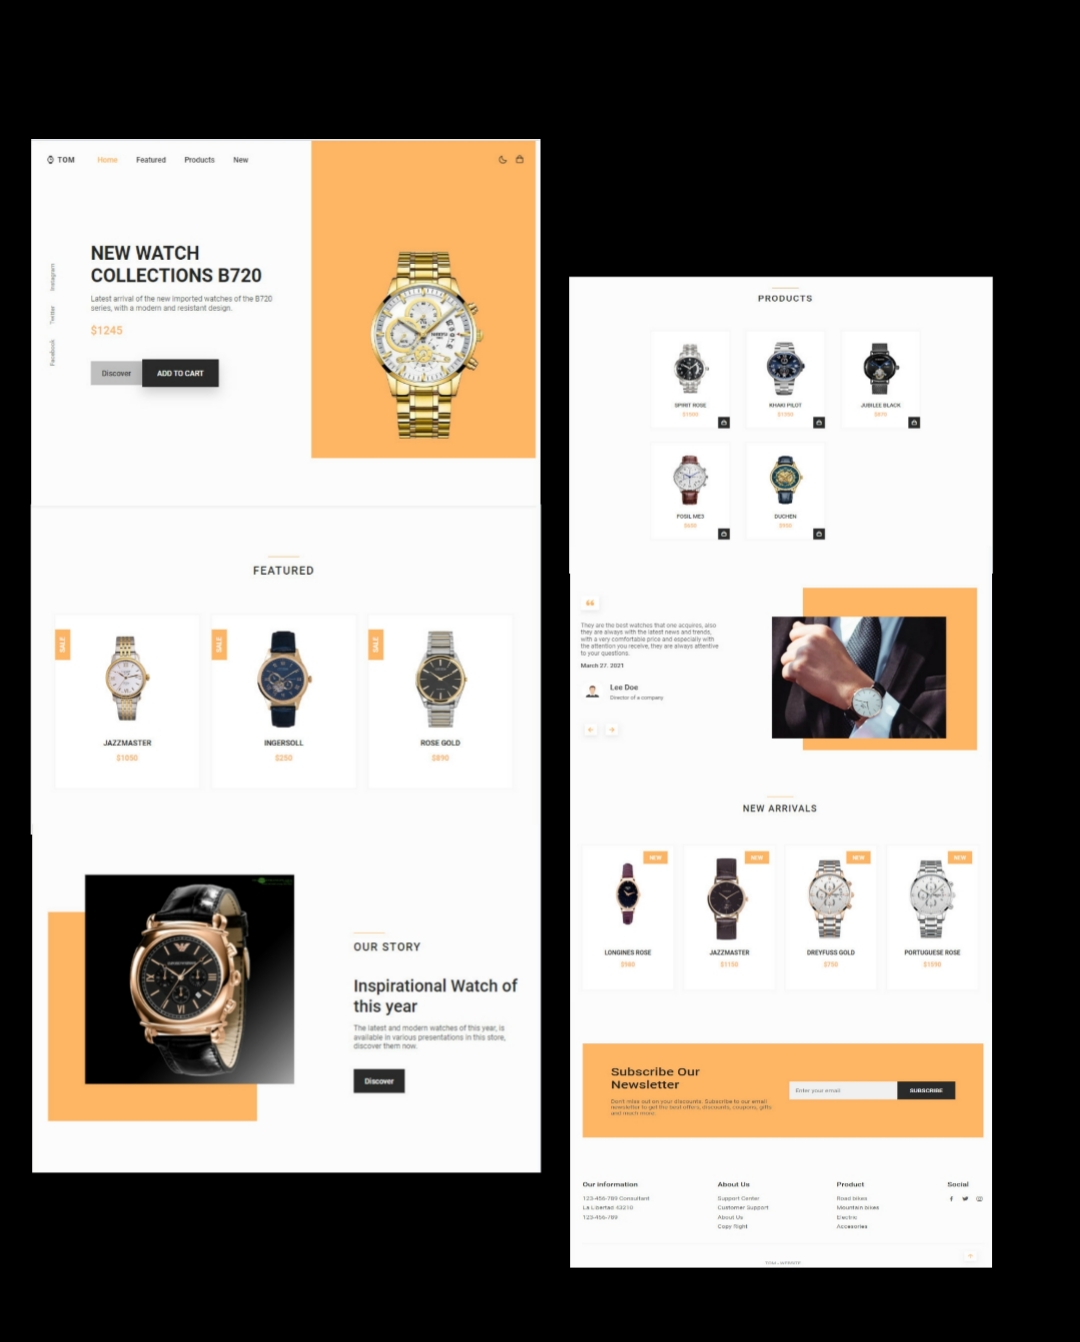 TOM
Home
Featured
Products
New
Instagram
Twitter
Facebook
NEW WATCH
COLLECTIONS B720
Latest arrival of the new imported watches of the B720
series, with a modern and resistant design.
$1245
Discover
ADD TO CART
FEATURED
SALE
JAZZMASTER
$1050
SALE
INGERSOLL
$250
SALE
ROSE GOLD
$890
OUR STORY
Inspirational Watch of
this year
The latest and modern watches of this year, is
available in various presentations in this store,
discover them now.
Discover
PRODUCTS
SPIRIT ROSE
$1500
KHAKI PILOT
$1350
JUBILEE BLACK
$870
FOSIL ME3
$650
DUCHEN
$950
They are the best watches that one acquires, also
they are always with the latest news and trends,
with a very comfortable price and especially with
the attention you receive, they are always attentive
to your questions.
March 27. 2021
Lee Doe
Director of a company
NEW ARRIVALS
NEW
LONGINES ROSE
$980
NEW
JAZZMASTER
$1150
NEW
DREYFUSS GOLD
$750
NEW
PORTUGUESE ROSE
$1590
Subscribe Our
Newsletter
Don't miss out on your discounts. Subscribe to our email
newsletter to get the best offers, discounts, coupons, gifts
and much more.
Enter your email
SUBSCRIBE
Our information
123-456-789 Consultant
La Libertad 43210
123-456-789
About Us
Support Center
Customer Support
About Us
Copy Right
Product
Road bikes
Mountain bikes
Electric
Accesories
Social